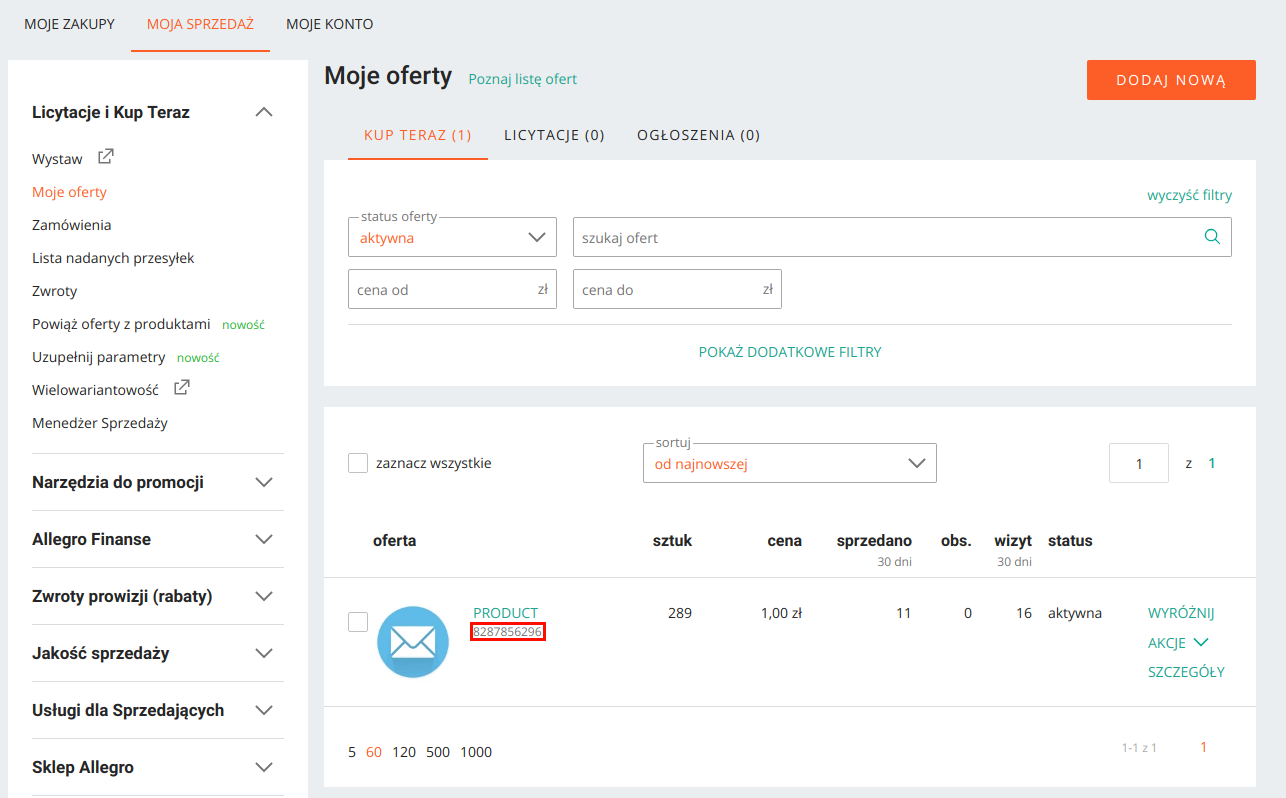 MOJE ZAKUPY MOJA SPRZEDAŻ MOJE KONTO
Licytacje i Kup Teraz
Wystaw
Moje oferty
Zamówienia
Lista nadanych przesyłek
Zwroty
Powiąż oferty z produktami nowość
Uzupełnij parametry nowość
Wielowariantowość
Menedżer Sprzedaży
Narzędzia do promocji
Allegro Finanse
Zwroty prowizji (rabaty)
Jakość sprzedaży
Usługi dla Sprzedających
Sklep Allegro
Moje oferty Poznaj listę ofert
DODAJ NOWĄ
KUP TERAZ (1) LICYTACJE (0) OGŁOSZENIA (0)
wyczyść filtry
status oferty
aktywna
szukaj ofert
cena od zł
cena do zł
POKAŻ DODATKOWE FILTRY
zaznacz wszystkie
sortuj
od najnowszej
1 z 1
oferta sztuk cena sprzedano obs. wizyt status
30 dni 30 dni
PRODUCT 289 1,00 zł 11 0 16 aktywna WYRÓŻNIJ
8287856296
AKCJE
SZCZEGÓŁY
5 60 120 500 1000
1-1 z 1 1